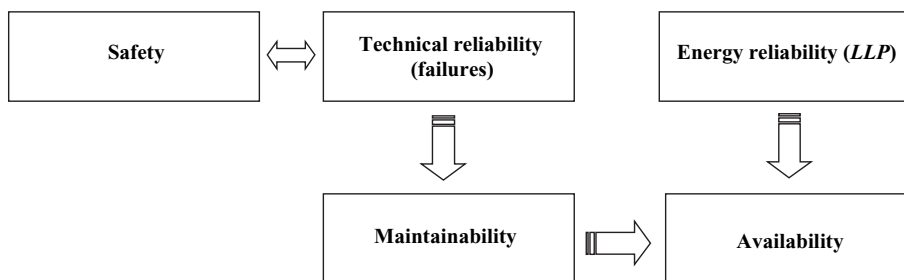 Safety
Technical reliability
(failures)
Energy reliability (LLP)
Maintainability
Availability